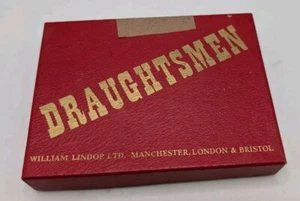 DRAUGHTSMEN
WILLIAM LINDOP LTD. MANCHESTER, LONDON & BRISTOL